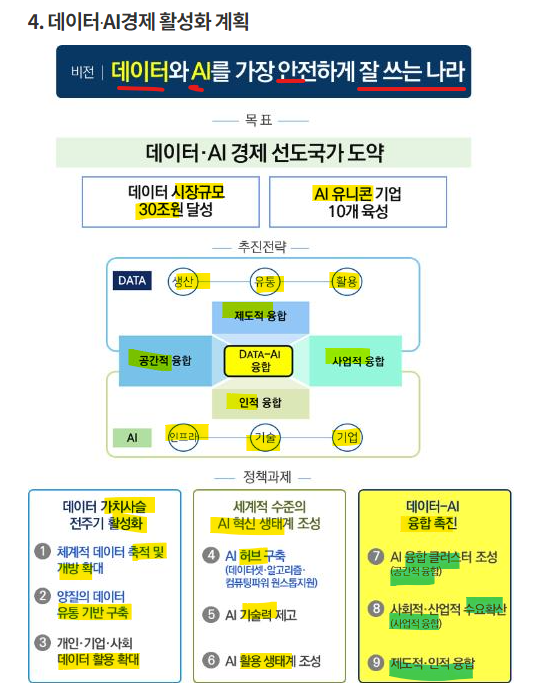 4. 데이터·AI경제 활성화 계획
비전 | 데이터와 AI를 가장 안전하게 잘 쓰는 나라
목표
데이터·AI 경제 선도국가 도약
데이터 시장규모
30조원 달성
AI 유니콘 기업
10개 육성
추진전략
DATA
생산
유통
활용
제도적 융합
공간적 융합
DATA-AI
융합
사업적 융합
인적 융합
AI
인프라
기술
기업
정책과제
데이터 가치사슬
전주기 활성화
1 체계적 데이터 축적 및
개방 확대
2 양질의 데이터
유통 기반 구축
3 개인·기업·사회
데이터 활용 확대
세계적 수준의
AI 혁신 생태계 조성
4 AI 허브 구축
(데이터셋·알고리즘·
컴퓨팅파워 원스톱지원)
5 AI 기술력 제고
6 AI 활용 생태계 조성
데이터-AI
융합 촉진
7 AI 융합 클러스터 조성
(공간적 융합)
8 사회적·산업적 수요확산
(사업적 융합)
9 제도적·인적 융합